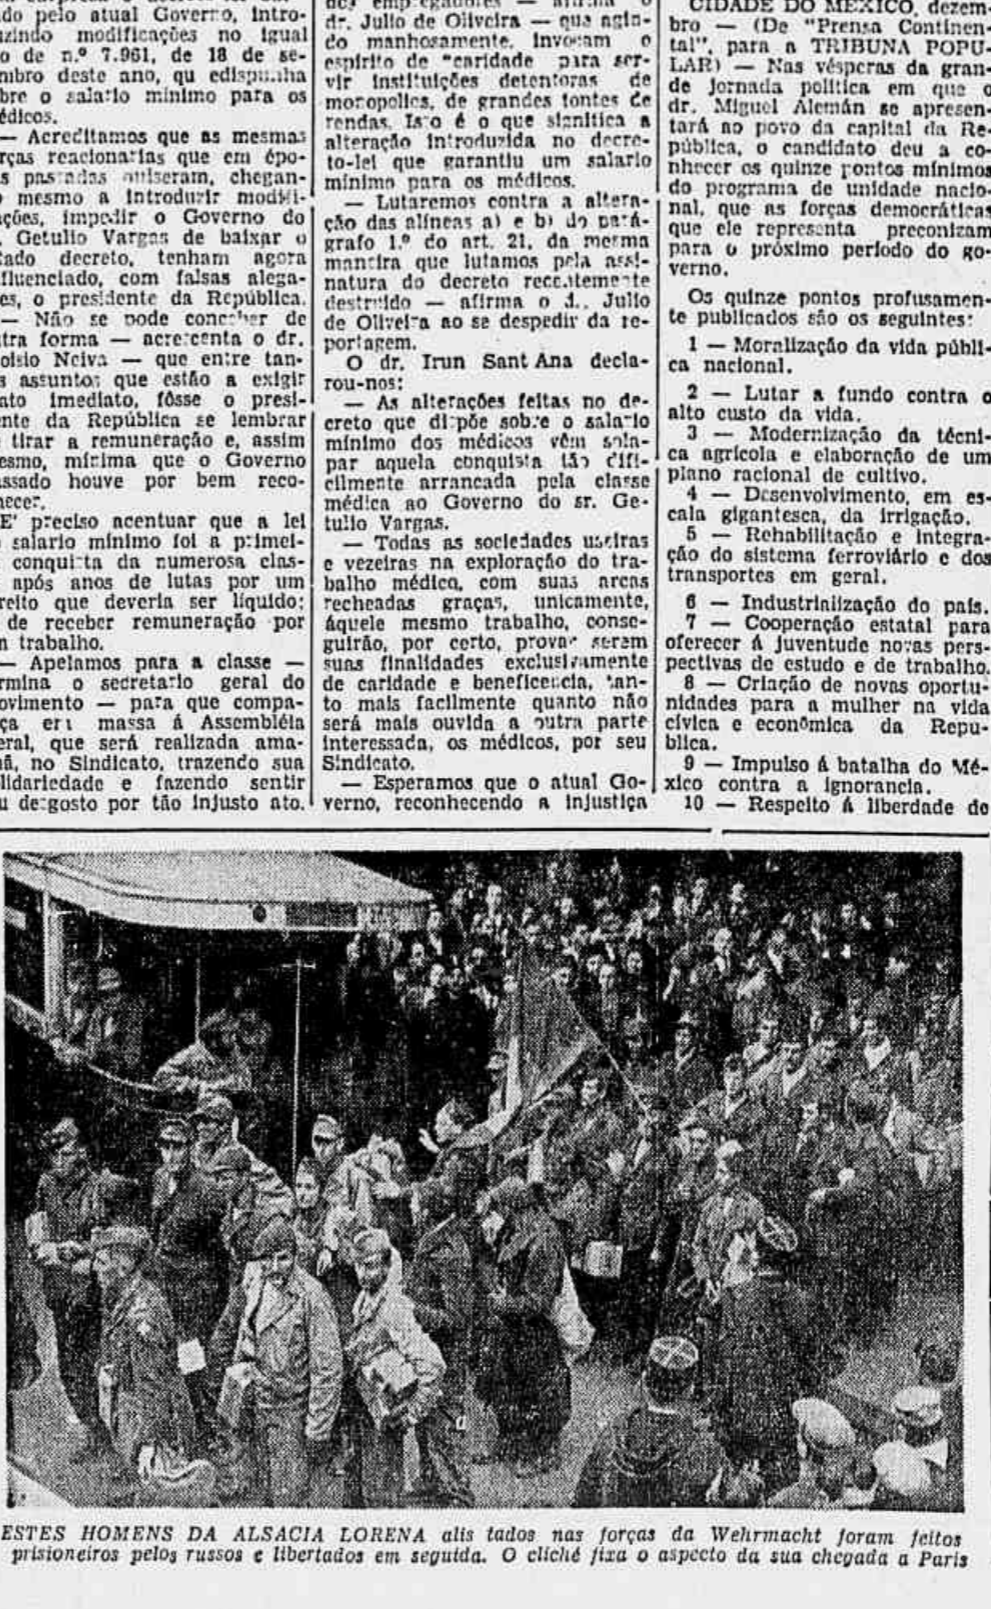 do pelo atual Governo, intro-
zindo modificações no igual
o de n.º 7.961, de 18 de se-
mbro deste ano, qu edispunha
bre o salario mínimo para os
édicos.
— Acreditamos que as mesmas
rças reacionarias que em épo-
s passadas quiseram, chegan-
o mesmo a introduzir modifi-
ações, impedir o Governo do
. Getulio Vargas de baixar o
tado decreto, tenham agora
fluenciado, com falsas alega-
es, o presidente da República.
— Não se pode conceber de
tra forma — acrescenta o dr.
oisio Neiva — que entre tan-
s assuntos que estão a exigir
ato imediato, fôsse o presi-
nte da República se lembrar
tirar a remuneração e, assim
esmo, mínima que o Governo
ssado houve por bem reco-
hecer.
E' preciso acentuar que a lei
salario mínimo foi a primei-
conquista da numerosa clas-
após anos de lutas por um
reito que deveria ser líquido:
de receber remuneração por
m trabalho.
— Apelamos para a classe —
rmina o secretario geral do
ovimento — para que compa-
ça em massa á Assembléia
eral, que será realizada ama-
ã, no Sindicato, trazendo sua
lidariedade e fazendo sentir
u desgosto por tão injusto ato.
dos empregadores — afirma o
dr. Julio de Oliveira — que agin-
do manhosamente, invocam o
espírito de "caridade para ser-
vir instituições detentoras de
monopolios, de grandes fontes de
rendas. Isto é o que significa a
alteração introduzida no decre-
to-lei que garantiu um salario
mínimo para os médicos.
— Lutaremos contra a altera-
ção das alíneas a) e b) do pará-
grafo 1.º do art. 21, da mesma
maneira que lutamos pela assi-
natura do decreto recentemente
destruido — afirma o d. Julio
de Oliveira ao se despedir da re-
portagem.
O dr. Irun Sant Ana decla-
rou-nos:
— As alterações feitas no de-
creto que dispõe sobre o salario
mínimo dos médicos vêm sola-
par aquela conquista tão difi-
cilmente arrancada pela classe
médica ao Governo do sr. Ge-
tulio Vargas.
— Todas as sociedades useiras
e vezeiras na exploração do tra-
balho médico, com suas arcas
recheadas graças, unicamente,
áquele mesmo trabalho, conse-
guirão, por certo, provar serem
suas finalidades exclusivamente
de caridade e beneficencia, tan-
to mais facilmente quanto não
será mais ouvida a outra parte
interessada, os médicos, por seu
Sindicato.
— Esperamos que o atual Go-
verno, reconhecendo a injustiça
CIDADE DO MEXICO, dezem-
bro — (De "Prensa Continen-
tal", para a TRIBUNA POPU-
LAR) — Nas vésperas da gran-
de jornada política em que o
dr. Miguel Alemán se apresen-
tará ao povo da capital da Re-
pública, o candidato deu a co-
nhecer os quinze pontos mínimos
do programa de unidade nacio-
nal, que as forças democráticas
que ele representa preconizam
para o próximo período do go-
verno.
Os quinze pontos profusamen-
te publicados são os seguintes:
1 — Moralização da vida públi-
ca nacional.
2 — Lutar a fundo contra o
alto custo da vida.
3 — Modernização da técni-
ca agrícola e elaboração de um
plano racional de cultivo.
4 — Desenvolvimento, em es-
cala gigantesca, da irrigação.
5 — Rehabilitação e integra-
ção do sistema ferroviário e dos
transportes em geral.
6 — Industrialização do país.
7 — Cooperação estatal para
oferecer á juventude novas pers-
pectivas de estudo e de trabalho.
8 — Criação de novas oportu-
nidades para a mulher na vida
cívica e econômica da Repu-
blica.
9 — Impulso á batalha do Mé-
xico contra a ignorancia.
10 — Respeito á liberdade de
ESTES HOMENS DA ALSACIA LORENA alis tados nas forças da Wehrmacht foram feitos
prisioneiros pelos russos e libertados em seguida. O cliché fixa o aspecto da sua chegada a Paris